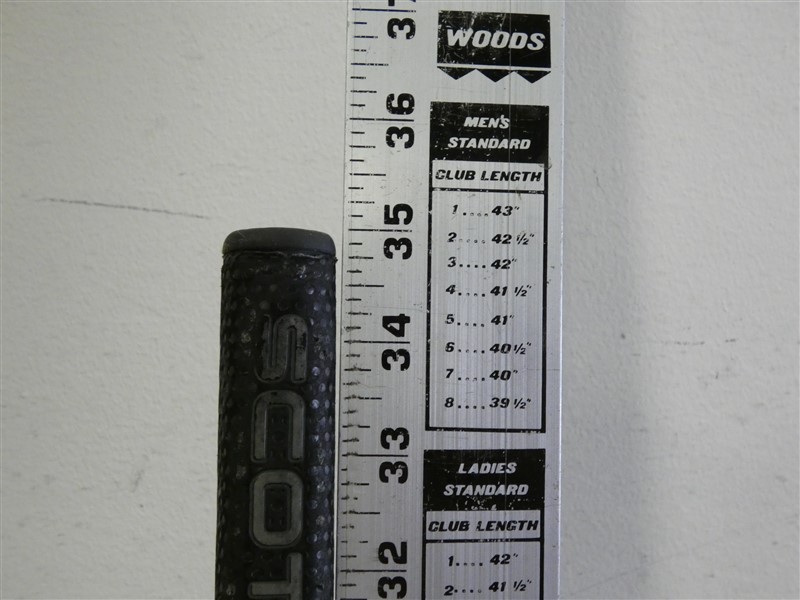 WOODS
MEN'S
STANDARD
CLUB LENGTH
1....43"
2....42 1/2"
3....42"
4....41 1/2"
5....41"
6....40 1/2"
7....40"
8....39 1/2"
LADIES
STANDARD
CLUB LENGTH
1....42"
2....41 1/2"
37
36
35
34
33
32
SCOT